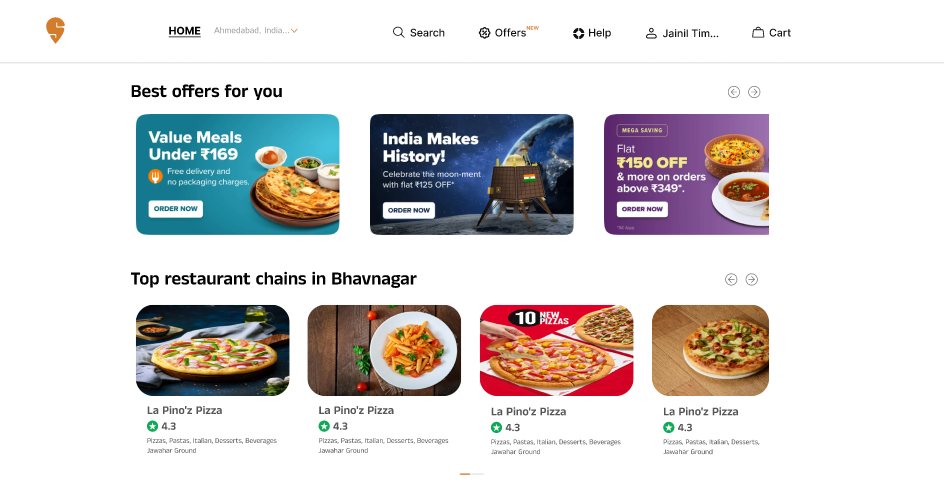 HOME
Ahmedabad, India...
Search
Offers NEW
Help
Jainil Tim...
Cart
Best offers for you
Value Meals
Under ₹169
Free delivery and
no packaging charges.
ORDER NOW
India Makes
History!
Celebrate the moon-ment
with flat ₹125 OFF*
ORDER NOW
MEGA SAVING
Flat
₹150 OFF
& more on orders
above ₹349*.
ORDER NOW
Top restaurant chains in Bhavnagar
10 NEW
PIZZAS
La Pino'z Pizza
4.3
Pizzas, Pastas, Italian, Desserts, Beverages
Jawahar Ground
La Pino'z Pizza
4.3
Pizzas, Pastas, Italian, Desserts, Beverages
Jawahar Ground
La Pino'z Pizza
4.3
Pizzas, Pastas, Italian, Desserts, Beverages
Jawahar Ground
La Pino'z Pizza
4.3
Pizzas, Pastas, Italian, Desserts,
Jawahar Ground